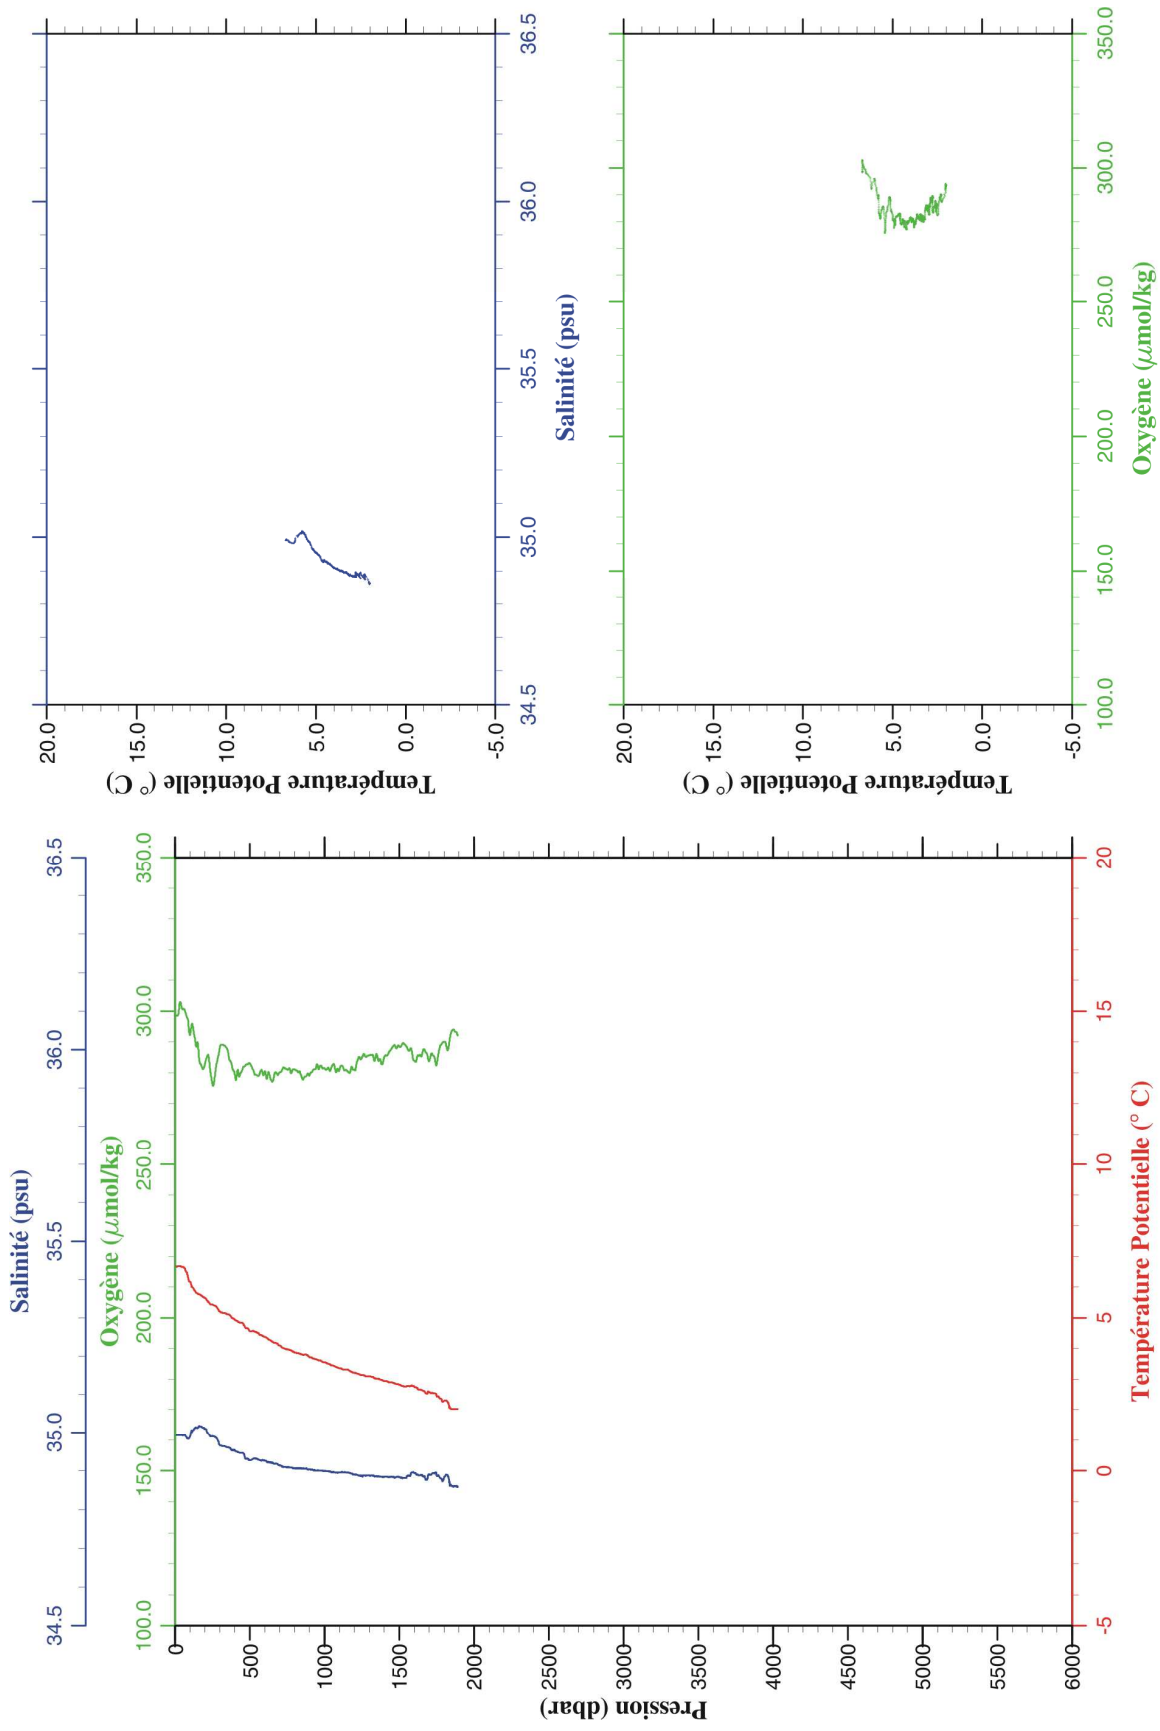 Salinité (psu)
34.5 35.0 35.5 36.0 36.5
Oxygène (μmol/kg)
100.0 150.0 200.0 250.0 300.0 350.0
Pression (dbar)
0
500
1000
1500
2000
2500
3000
3500
4000
4500
5000
5500
6000
-5 0 5 10 15 20
Température Potentielle (° C)
Température Potentielle (° C)
20.0
15.0
10.0
5.0
0.0
-5.0
34.5 35.0 35.5 36.0 36.5
Salinité (psu)
Température Potentielle (° C)
20.0
15.0
10.0
5.0
0.0
-5.0
100.0 150.0 200.0 250.0 300.0 350.0
Oxygène (μmol/kg)